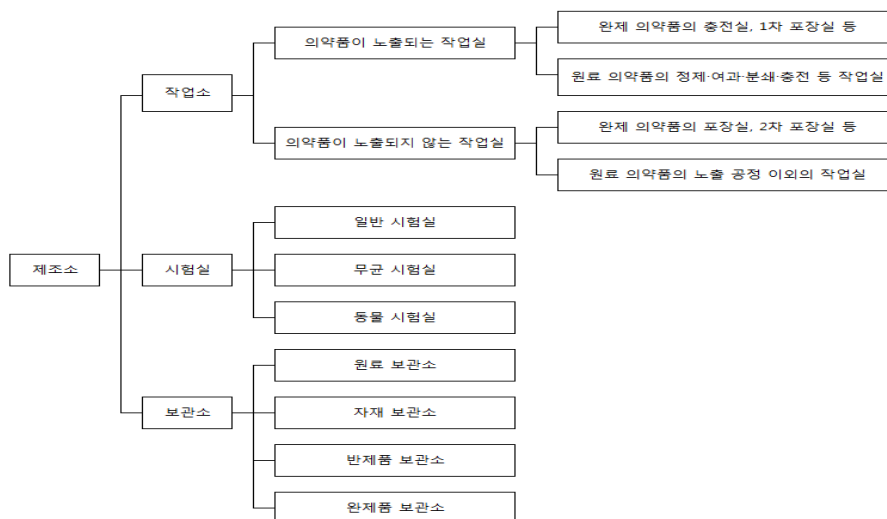 완제 의약품의 충전실, 1차 포장실 등
의약품이 노출되는 작업실
원료 의약품의 정제·여과·분쇄·충전 등 작업실
작업소
완제 의약품의 포장실, 2차 포장실 등
의약품이 노출되지 않는 작업실
원료 의약품의 노출 공정 이외의 작업실
일반 시험실
제조소
시험실
무균 시험실
동물 시험실
원료 보관소
보관소
자재 보관소
반제품 보관소
완제품 보관소